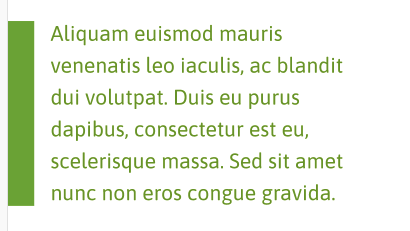 Aliquam euismod mauris
venenatis leo iaculis, ac blandit
dui volutpat. Duis eu purus
dapibus, consectetur est eu,
scelerisque massa. Sed sit amet
nunc non eros congue gravida.